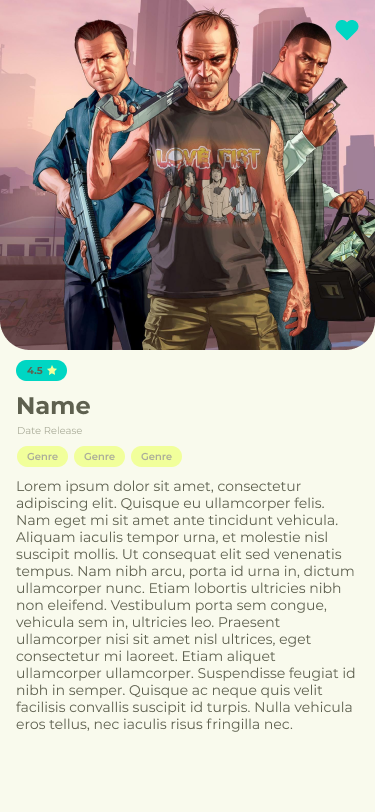 LOVE FIST
4.5
Name
Date Release
Genre Genre Genre
Lorem ipsum dolor sit amet, consectetur
adipiscing elit. Quisque eu ullamcorper felis.
Nam eget mi sit amet ante tincidunt vehicula.
Aliquam iaculis tempor urna, et molestie nisl
suscipit mollis. Ut consequat elit sed venenatis
tempus. Nam nibh arcu, porta id urna in, dictum
ullamcorper nunc. Etiam lobortis ultricies nibh
non eleifend. Vestibulum porta sem congue,
vehicula sem in, ultricies leo. Praesent
ullamcorper nisi sit amet nisl ultrices, eget
consectetur mi laoreet. Etiam aliquet
ullamcorper ullamcorper. Suspendisse feugiat id
nibh in semper. Quisque ac neque quis velit
facilisis convallis suscipit id turpis. Nulla vehicula
eros tellus, nec iaculis risus fringilla nec.